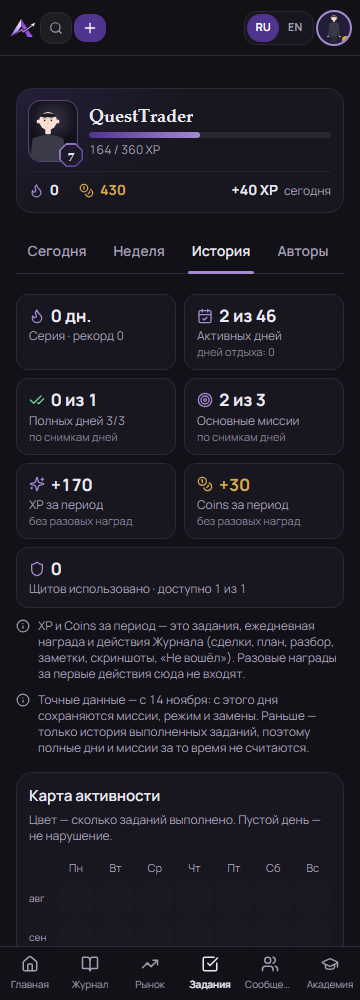 RU EN
QuestTrader
7
164 / 360 XP
0 430 +40 XP сегодня
Сегодня Неделя История Авторы
0 дн.
Серия · рекорд 0
2 из 46
Активных дней
дней отдыха: 0
0 из 1
Полных дней 3/3
по снимкам дней
2 из 3
Основные миссии
по снимкам дней
+170
XP за период
без разовых наград
+30
Coins за период
без разовых наград
0
Щитов использовано · доступно 1 из 1
XP и Coins за период — это задания, ежедневная
награда и действия Журнала (сделки, план, разбор,
заметки, скриншоты, «Не вошёл»). Разовые награды
за первые действия сюда не входят.
Точные данные — с 14 ноября: с этого дня
сохраняются миссии, режим и замены. Раньше —
только история выполненных заданий, поэтому
полные дни и миссии за то время не считаются.
Карта активности
Цвет — сколько заданий выполнено. Пустой день —
не нарушение.
Пн Вт Ср Чт Пт Сб Вс
авг
сен
Главная Журнал Рынок Задания Сообще... Академия